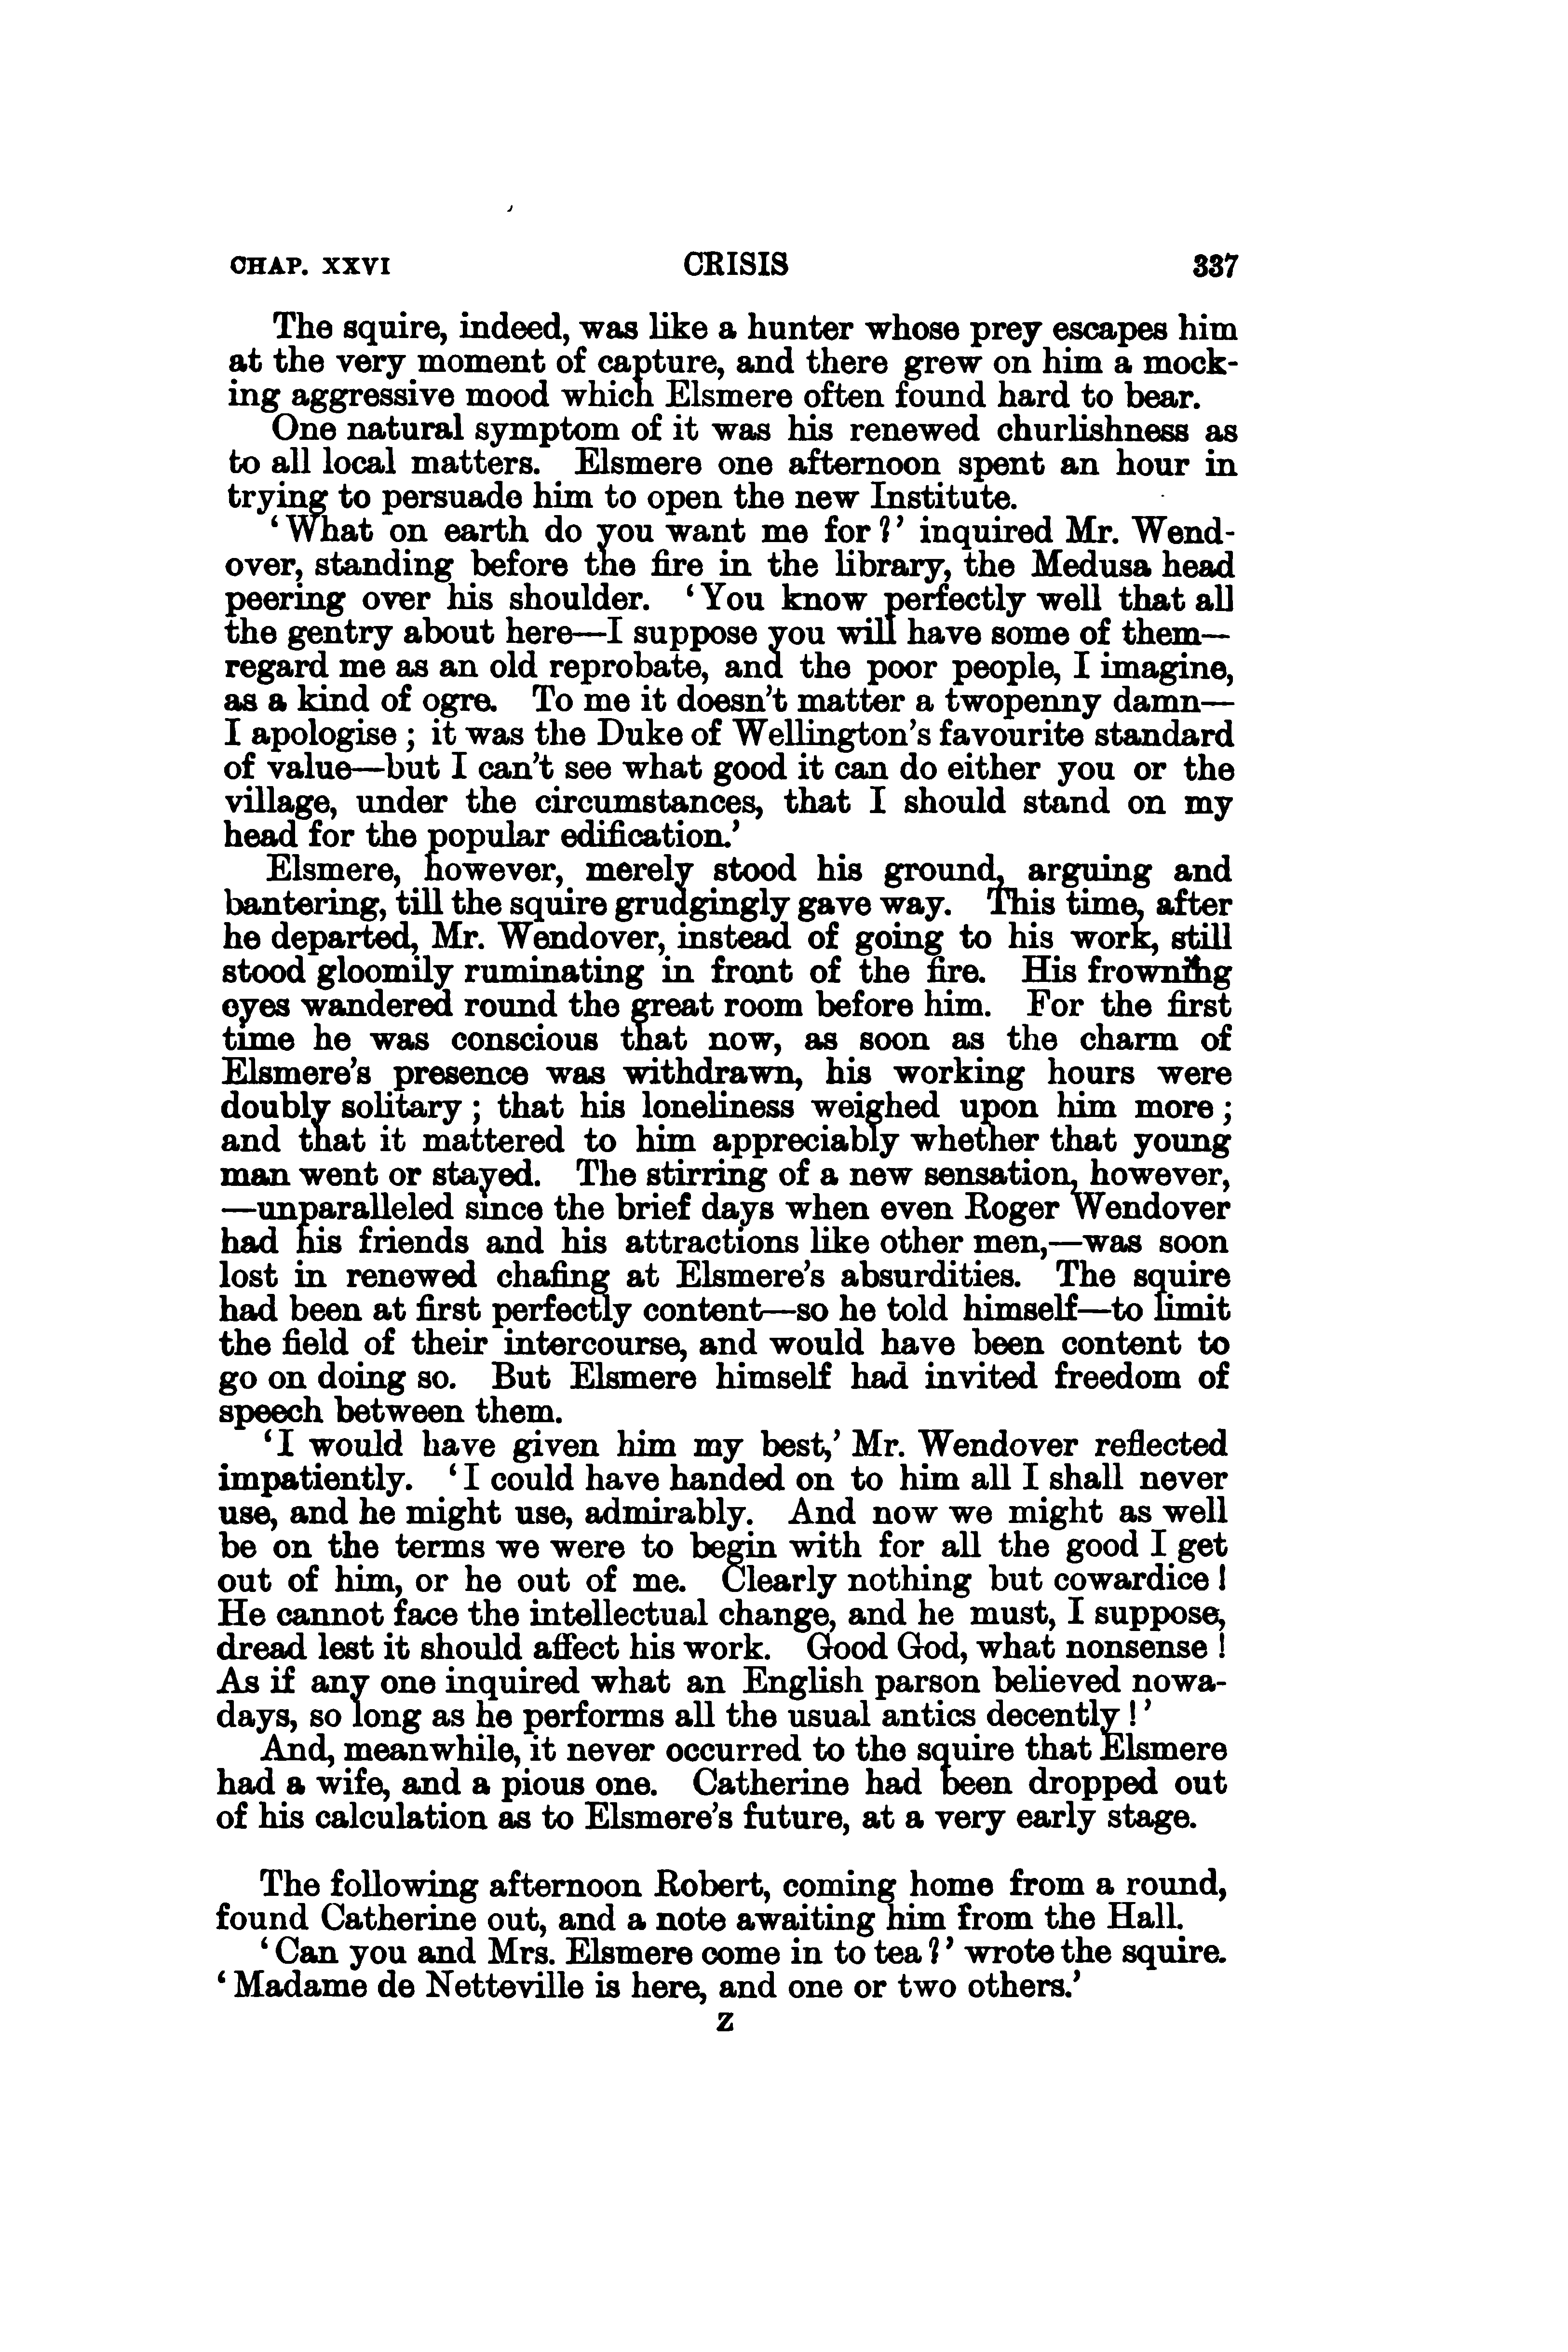 CHAP. XXVI CRISIS 337
The squire, indeed, was like a hunter whose prey escapes him
at the very moment of capture, and there grew on him a mock-
ing aggressive mood which Elsmere often found hard to bear.
One natural symptom of it was his renewed churlishness as
to all local matters. Elsmere one afternoon spent an hour in
trying to persuade him to open the new Institute.
‘What on earth do you want me for?’ inquired Mr. Wend-
over, standing before the fire in the library, the Medusa head
peering over his shoulder. ‘You know perfectly well that all
the gentry about here—I suppose you will have some of them—
regard me as an old reprobate, and the poor people, I imagine,
as a kind of ogre. To me it doesn't matter a twopenny damn—
I apologise; it was the Duke of Wellington's favourite standard
of value—but I can't see what good it can do either you or the
village, under the circumstances, that I should stand on my
head for the popular edification.’
Elsmere, however, merely stood his ground, arguing and
bantering, till the squire grudgingly gave way. This time, after
he departed, Mr. Wendover, instead of going to his work, still
stood gloomily ruminating in front of the fire. His frowning
eyes wandered round the great room before him. For the first
time he was conscious that now, as soon as the charm of
Elsmere's presence was withdrawn, his working hours were
doubly solitary; that his loneliness weighed upon him more;
and that it mattered to him appreciably whether that young
man went or stayed. The stirring of a new sensation, however,
—unparalleled since the brief days when even Roger Wendover
had his friends and his attractions like other men,—was soon
lost in renewed chafing at Elsmere's absurdities. The squire
had been at first perfectly content—so he told himself—to limit
the field of their intercourse, and would have been content to
go on doing so. But Elsmere himself had invited freedom of
speech between them.
‘I would have given him my best,’ Mr. Wendover reflected
impatiently. ‘I could have handed on to him all I shall never
use, and he might use, admirably. And now we might as well
be on the terms we were to begin with for all the good I get
out of him, or he out of me. Clearly nothing but cowardice!
He cannot face the intellectual change, and he must, I suppose,
dread lest it should affect his work. Good God, what nonsense!
As if any one inquired what an English parson believed nowa-
days, so long as he performs all the usual antics decently!’
And, meanwhile, it never occurred to the squire that Elsmere
had a wife, and a pious one. Catherine had been dropped out
of his calculation as to Elsmere's future, at a very early stage.
The following afternoon Robert, coming home from a round,
found Catherine out, and a note awaiting him from the Hall.
‘Can you and Mrs. Elsmere come in to tea?’ wrote the squire.
‘Madame de Netteville is here, and one or two others.’
Z